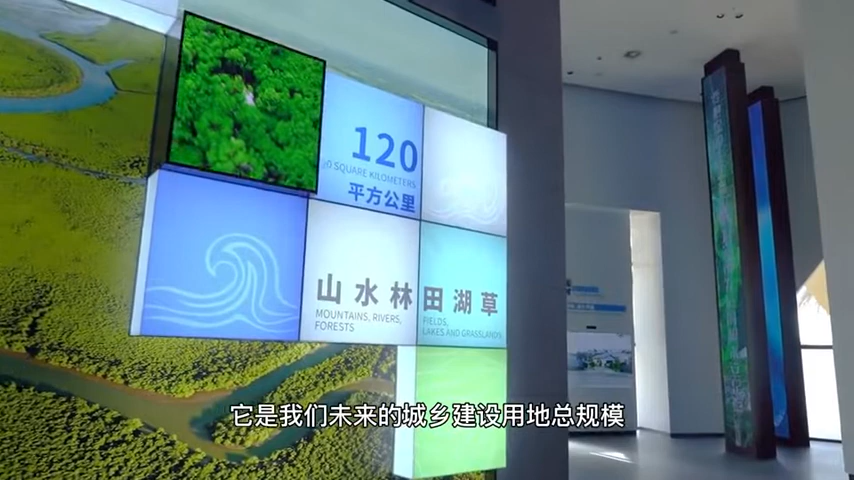 120
SQUARE KILOMETERS
平方公里
山水林田湖草
MOUNTAINS, RIVERS,
FORESTS
FIELDS,
LAKES AND GRASSLANDS
它是我们未来的城乡建设用地总规模